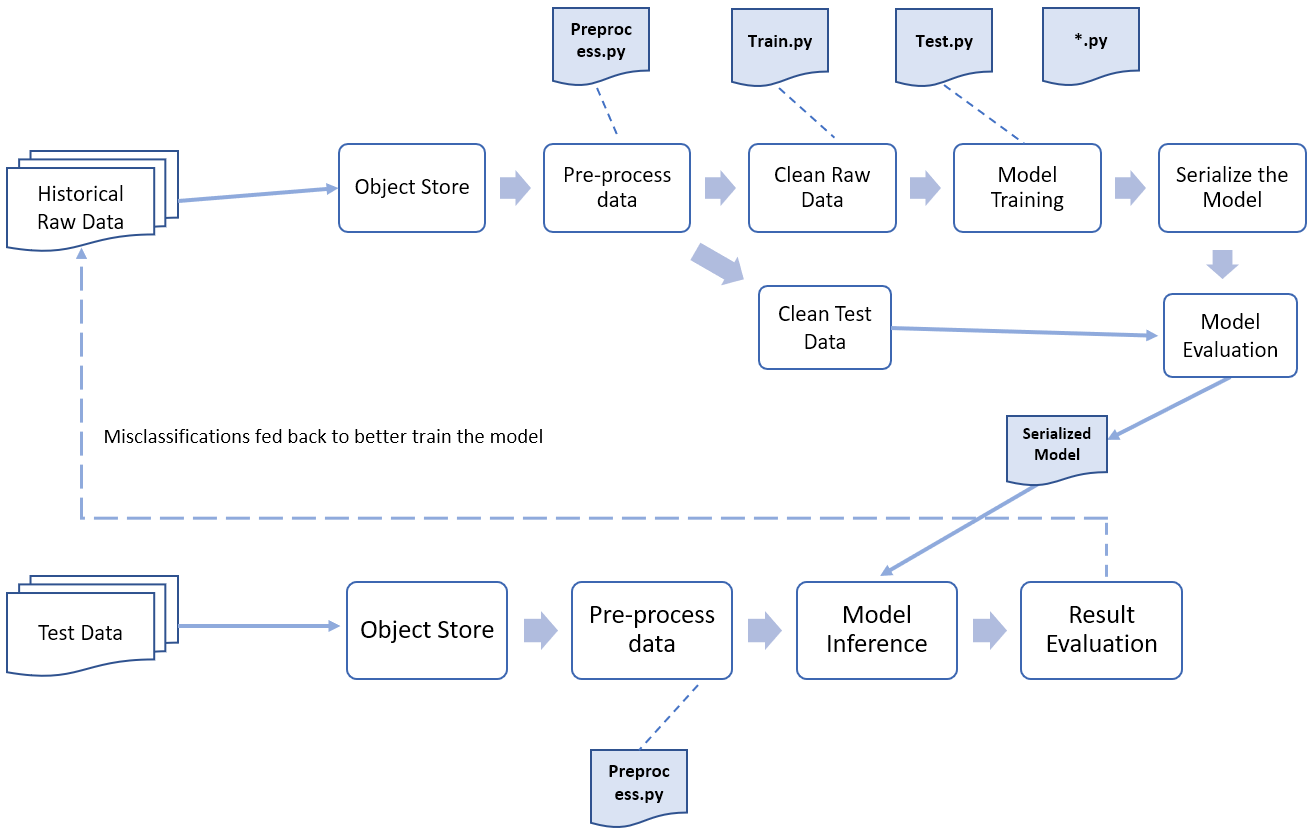 Preproc
ess.py
Train.py
Test.py
*.py
Historical
Raw Data
Object Store
Pre-process
data
Clean Raw
Data
Model
Training
Serialize the
Model
Clean Test
Data
Model
Evaluation
Misclassifications fed back to better train the model
Serialized
Model
Test Data
Object Store
Pre-process
data
Model
Inference
Result
Evaluation
Preproc
ess.py